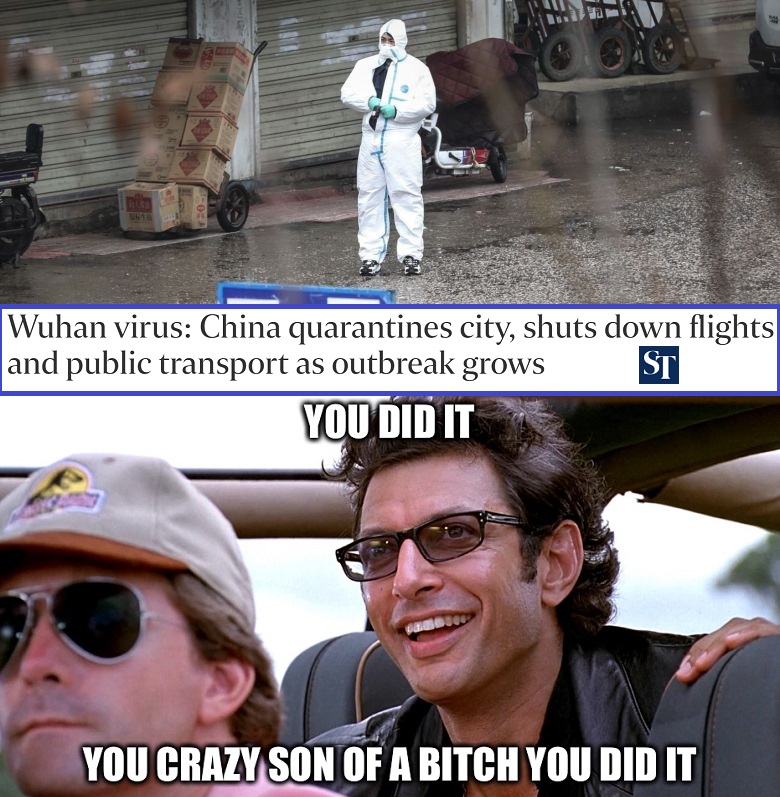 Wuhan virus: China quarantines city, shuts down flights
and public transport as outbreak grows
ST
YOU DID IT
YOU CRAZY SON OF A BITCH YOU DID IT